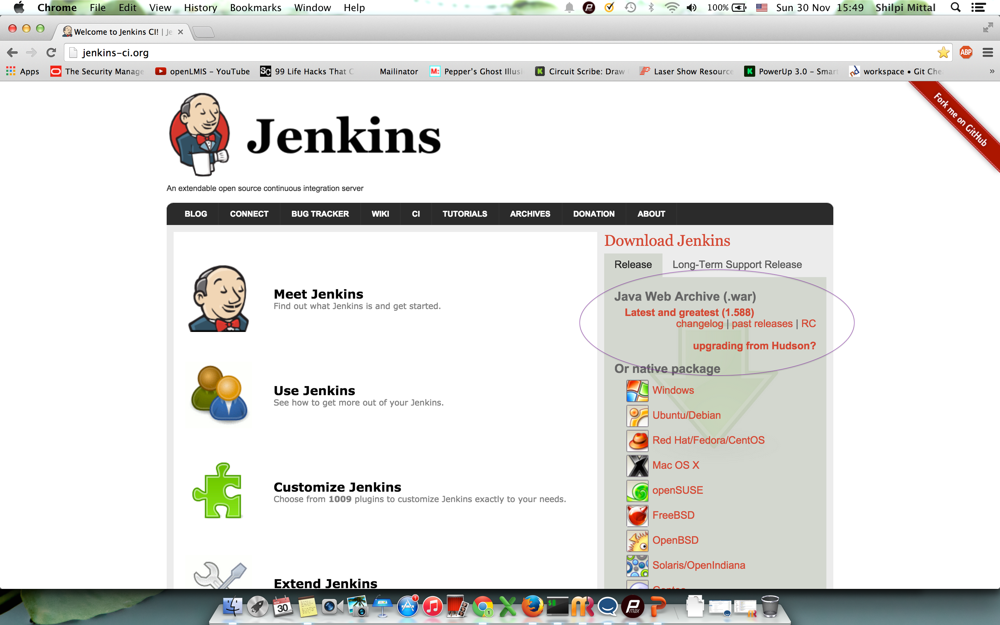 Chrome File Edit View History Bookmarks Window Help 100% Sun 30 Nov 15:49 Shilpi Mittal
Welcome to Jenkins CI! | Je
jenkins-ci.org
ABP
Apps The Security Manage openLMIS – YouTube SC 99 Life Hacks That C Mailinator M: Pepper's Ghost Illusi K Circuit Scribe: Draw Laser Show Resource K PowerUp 3.0 – Smart workspace • Git Che »
Fork me on GitHub
Jenkins
An extendable open source continuous integration server
BLOG CONNECT BUG TRACKER WIKI CI TUTORIALS ARCHIVES DONATION ABOUT
Download Jenkins
Release Long-Term Support Release
Java Web Archive (.war)
Latest and greatest (1.588)
changelog | past releases | RC
upgrading from Hudson?
Or native package
Windows
Ubuntu/Debian
Red Hat/Fedora/CentOS
Mac OS X
openSUSE
FreeBSD
OpenBSD
Solaris/OpenIndiana
Meet Jenkins
Find out what Jenkins is and get started.
Use Jenkins
See how to get more out of your Jenkins.
Customize Jenkins
Choose from 1009 plugins to customize Jenkins exactly to your needs.
Extend Jenkins
NOV
30
1
1
$
P
max